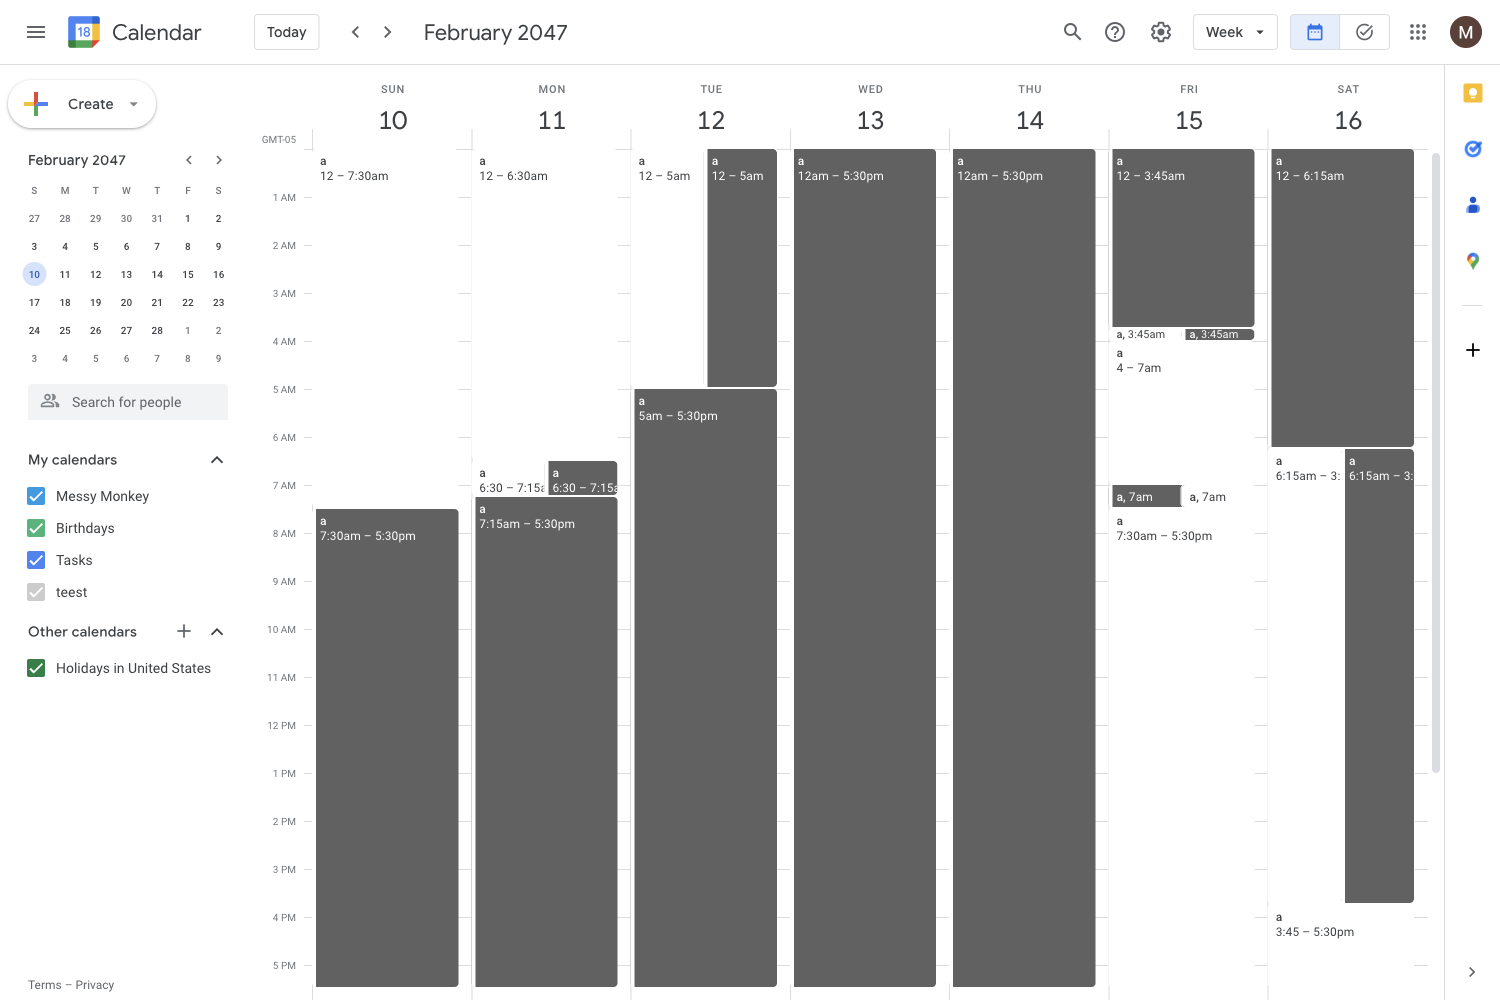 18 Calendar
Today
February 2047
Week
M
Create
SUN MON TUE WED THU FRI SAT
10 11 12 13 14 15 16
GMT-05
February 2047
S M T W T F S
27 28 29 30 31 1 2
3 4 5 6 7 8 9
10 11 12 13 14 15 16
17 18 19 20 21 22 23
24 25 26 27 28 1 2
3 4 5 6 7 8 9
Search for people
My calendars
Messy Monkey
Birthdays
Tasks
teest
Other calendars
Holidays in United States
Terms – Privacy
1 AM
2 AM
3 AM
4 AM
5 AM
6 AM
7 AM
8 AM
9 AM
10 AM
11 AM
12 PM
1 PM
2 PM
3 PM
4 PM
5 PM
a
12 – 7:30am
a
7:30am – 5:30pm
a
12 – 6:30am
a
6:30 – 7:15a
a
6:30 – 7:15a
a
7:15am – 5:30pm
a
12 – 5am
a
12 – 5am
a
5am – 5:30pm
a
12am – 5:30pm
a
12am – 5:30pm
a
12 – 3:45am
a, 3:45am
a, 3:45am
a
4 – 7am
a, 7am
a, 7am
a
7:30am – 5:30pm
a
12 – 6:15am
a
6:15am – 3:
a
6:15am – 3:
a
3:45 – 5:30pm